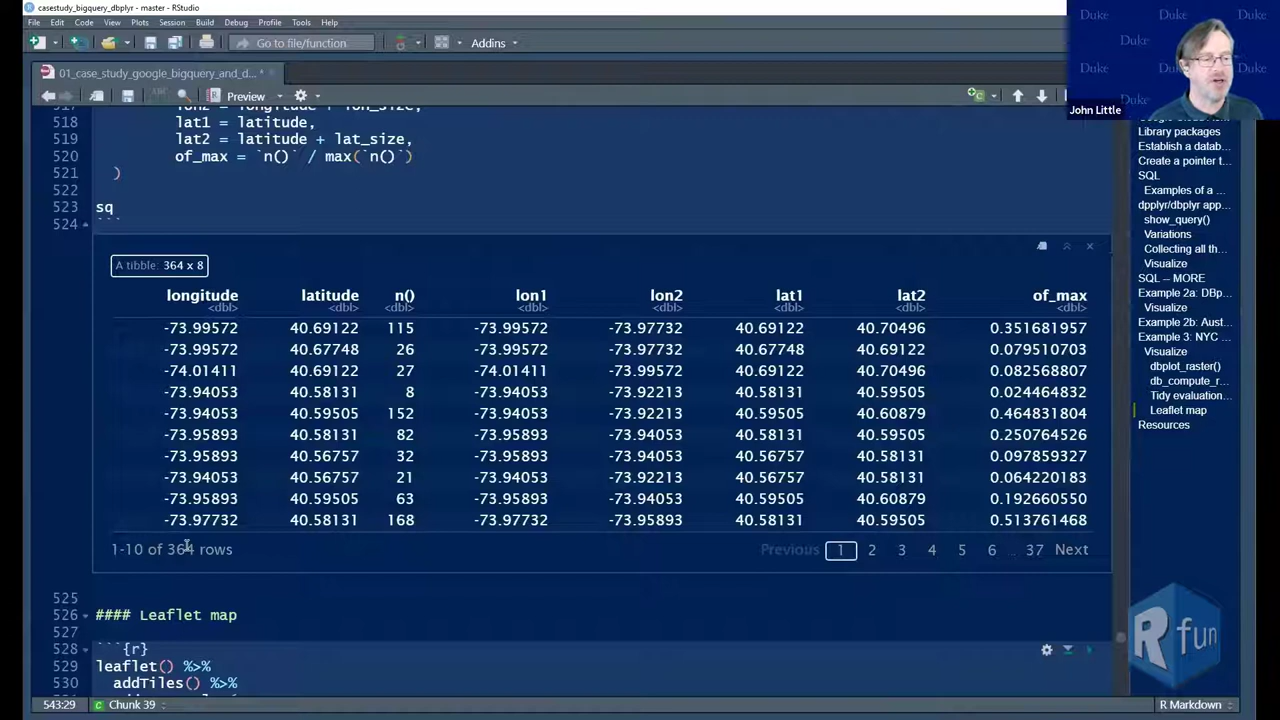 casestudy_bigquery_dbplyr - master - RStudio
File Edit Code View Plots Session Build Debug Profile Tools Help
Go to file/function
Addins
01_case_study_google_bigquery_and_d...*
Preview
517 lon2 = longitude + lon_size,
518 lat1 = latitude,
519 lat2 = latitude + lat_size,
520 of_max = `n()` / max(`n()`)
521 )
522
523 sq
524 ```
A tibble: 364 x 8
longitude latitude n() lon1 lon2 lat1 lat2 of_max
<dbl> <dbl> <dbl> <dbl> <dbl> <dbl> <dbl> <dbl>
-73.99572 40.69122 115 -73.99572 -73.97732 40.69122 40.70496 0.351681957
-73.99572 40.67748 26 -73.99572 -73.97732 40.67748 40.69122 0.079510703
-74.01411 40.69122 27 -74.01411 -73.99572 40.69122 40.70496 0.082568807
-73.94053 40.58131 8 -73.94053 -73.92213 40.58131 40.59505 0.024464832
-73.94053 40.59505 152 -73.94053 -73.92213 40.59505 40.60879 0.464831804
-73.95893 40.58131 82 -73.95893 -73.94053 40.58131 40.59505 0.250764526
-73.95893 40.56757 32 -73.95893 -73.94053 40.56757 40.58131 0.097859327
-73.94053 40.56757 21 -73.94053 -73.92213 40.56757 40.58131 0.064220183
-73.95893 40.59505 63 -73.95893 -73.94053 40.59505 40.60879 0.192660550
-73.97732 40.58131 168 -73.97732 -73.95893 40.58131 40.59505 0.513761468
1-10 of 364 rows
Previous 1 2 3 4 5 6 ... 37 Next
525
526 #### Leaflet map
527
528 ```{r}
529 leaflet() %>%
530 addTiles() %>%
543:29 Chunk 39 R Markdown
Duke Duke Duke
Duke
Duke Duke
Duke
John Little
Library packages
Establish a datab...
Create a pointer t...
SQL
Examples of a ...
dpplyr/dbplyr app...
show_query()
Variations
Collecting all th...
Visualize
SQL -- MORE
Example 2a: DBp...
Visualize
Example 2b: Aust...
Example 3: NYC ...
Visualize
dbplot_raster()
db_compute_r...
Tidy evaluation...
Leaflet map
Resources
R fun